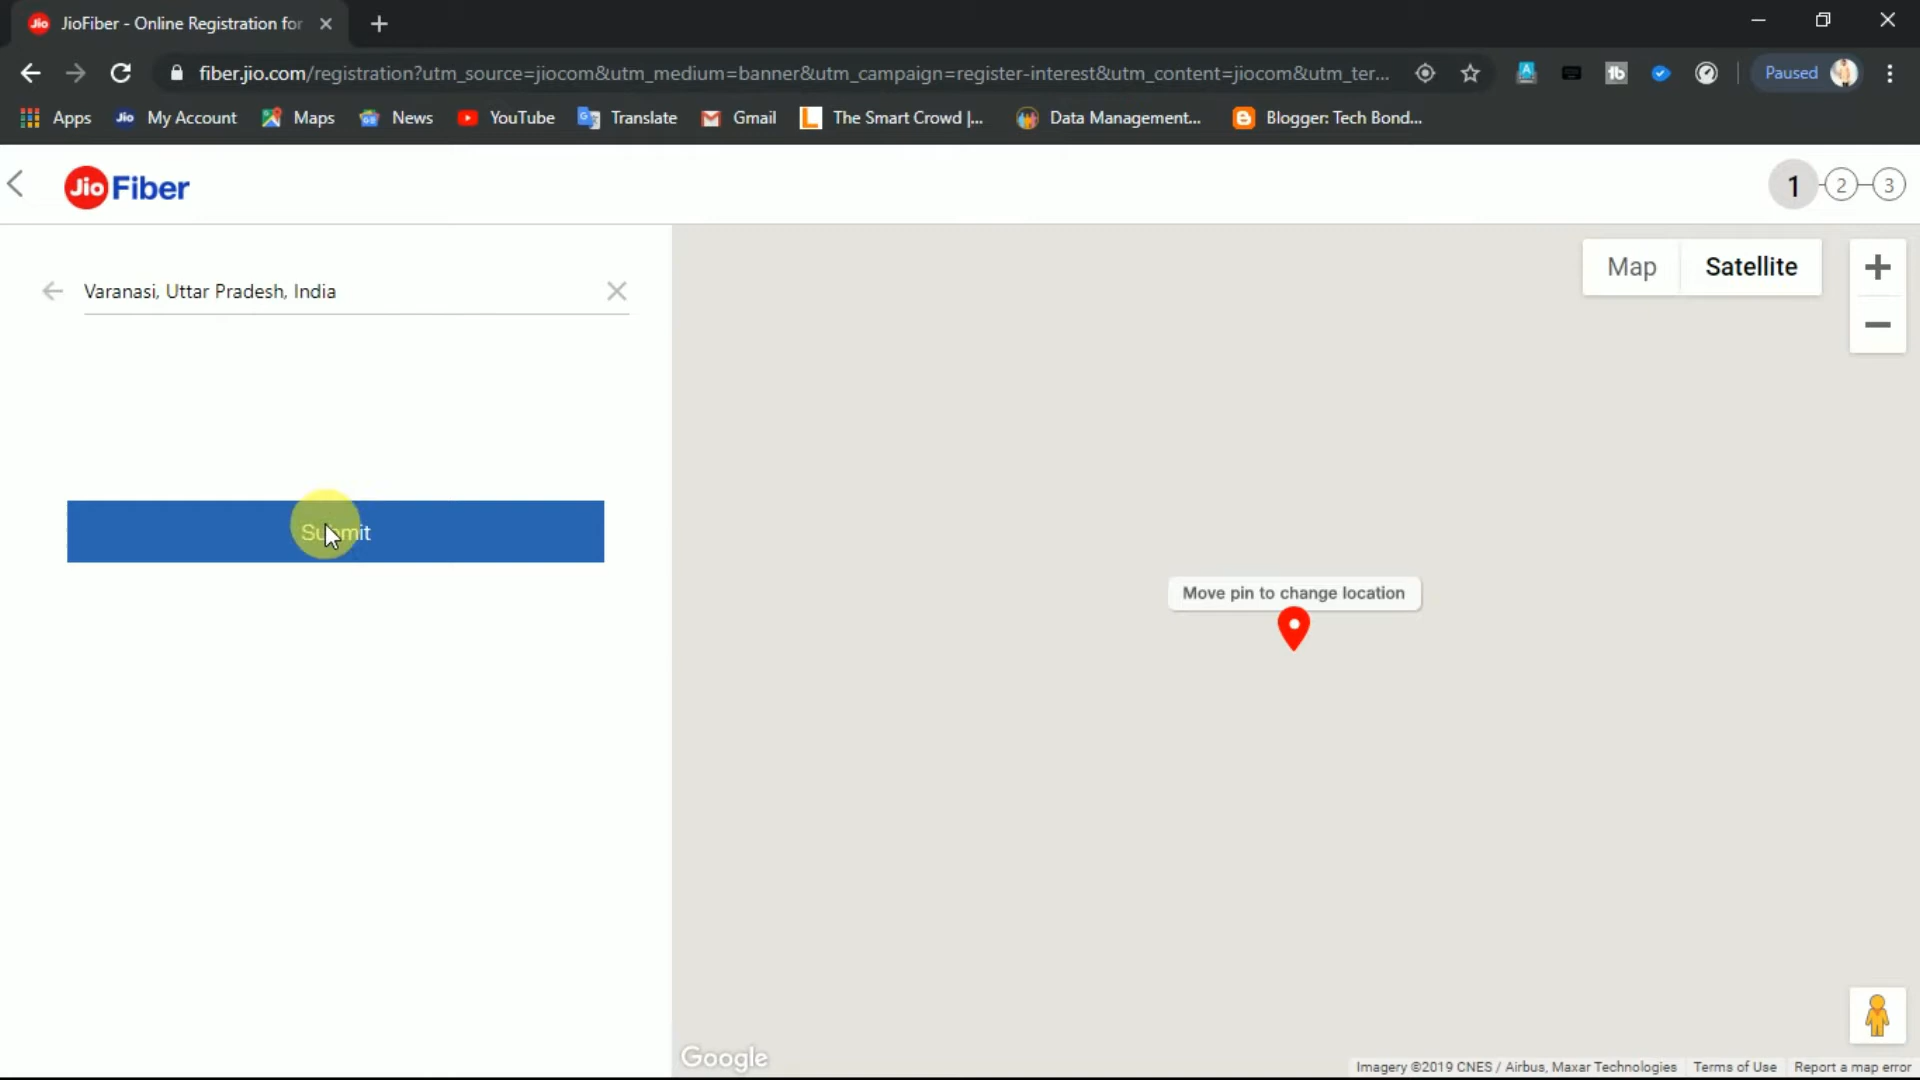 Jio JioFiber - Online Registration for
fiber.jio.com/registration?utm_source=jiocom&utm_medium=banner&utm_campaign=register-interest&utm_content=jiocom&utm_ter... tb Paused
Apps Jio My Account Maps News YouTube Translate Gmail The Smart Crowd |... Data Management... Blogger: Tech Bond...
Jio Fiber 1 2 3
Map Satellite
Varanasi, Uttar Pradesh, India
Submit
Move pin to change location
Google
Imagery ©2019 CNES / Airbus, Maxar Technologies Terms of Use Report a map error